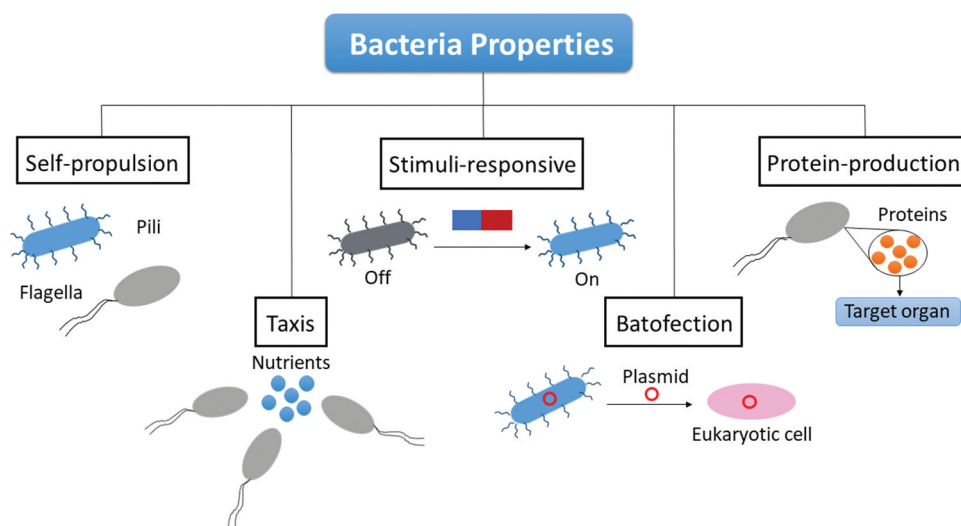 Bacteria Properties
Self-propulsion
Pili
Flagella
Taxis
Nutrients
Stimuli-responsive
Off
On
Batofection
Plasmid
Eukaryotic cell
Protein-production
Proteins
Target organ